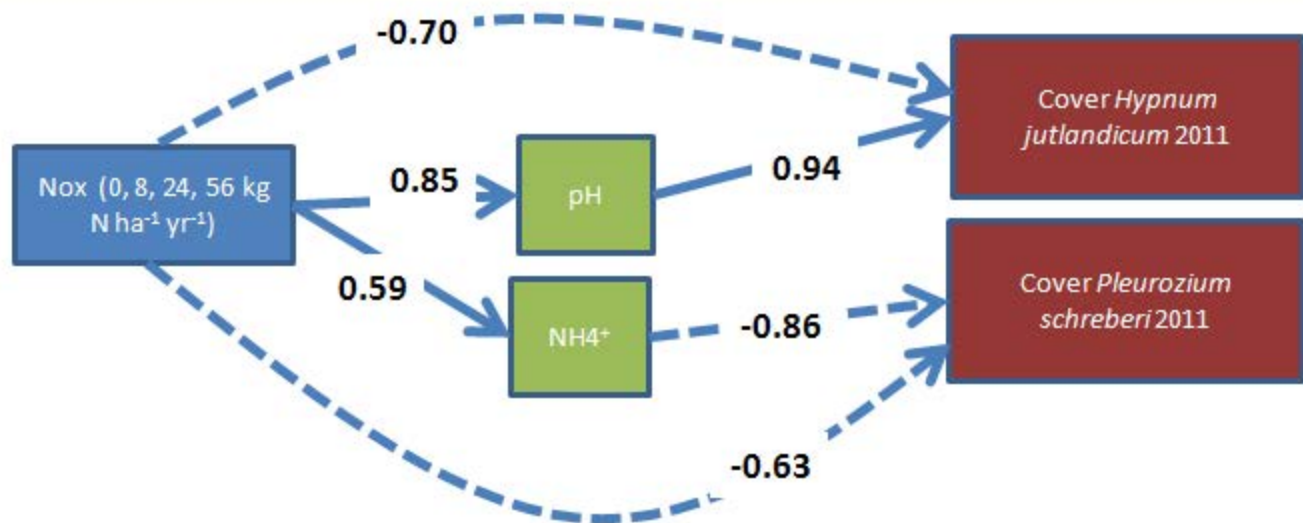 -0.70
Cover Hypnum
jutlandicum 2011
Nox (0, 8, 24, 56 kg
N ha⁻¹ yr⁻¹)
0.85
pH
0.94
0.59
NH4⁺
-0.86
Cover Pleurozium
schreberi 2011
-0.63